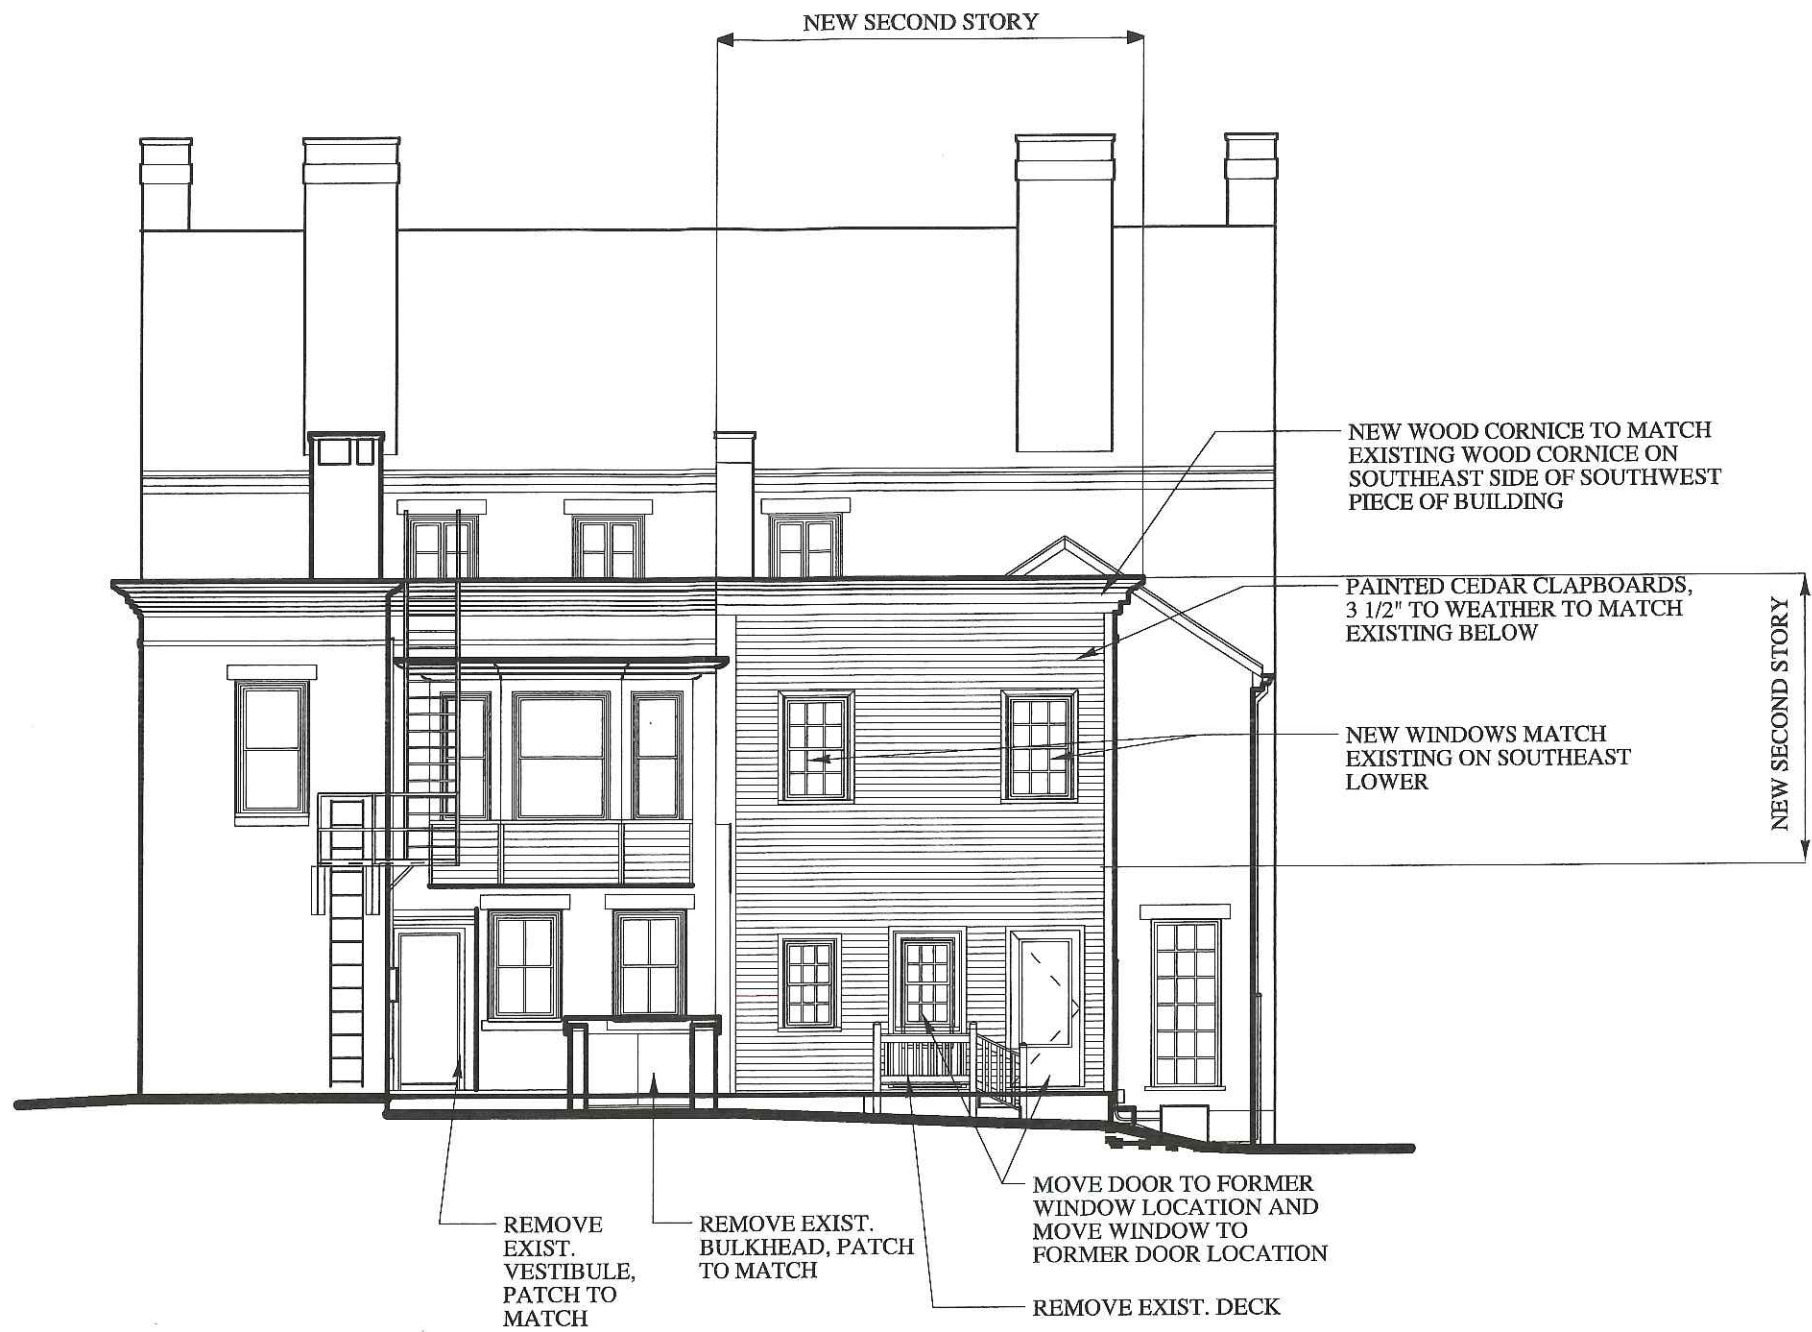 NEW SECOND STORY
NEW WOOD CORNICE TO MATCH
EXISTING WOOD CORNICE ON
SOUTHEAST SIDE OF SOUTHWEST
PIECE OF BUILDING
PAINTED CEDAR CLAPBOARDS,
3 1/2" TO WEATHER TO MATCH
EXISTING BELOW
NEW WINDOWS MATCH
EXISTING ON SOUTHEAST
LOWER
NEW SECOND STORY
MOVE DOOR TO FORMER
WINDOW LOCATION AND
MOVE WINDOW TO
FORMER DOOR LOCATION
REMOVE
EXIST.
VESTIBULE,
PATCH TO
MATCH
REMOVE EXIST.
BULKHEAD, PATCH
TO MATCH
REMOVE EXIST. DECK